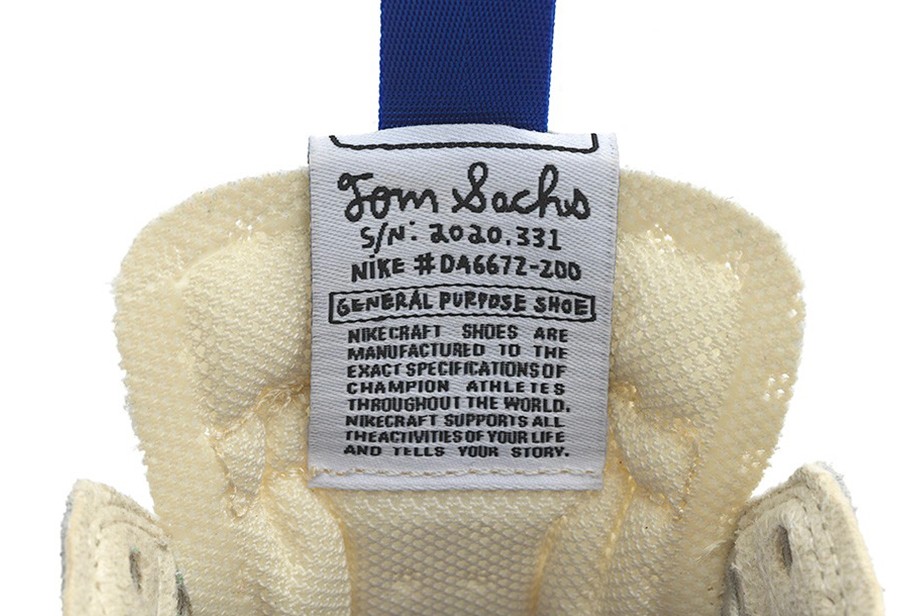 Tom Sachs
S/N: 2020.331
NIKE #DA6672-200
GENERAL PURPOSE SHOE
NIKECRAFT SHOES ARE
MANUFACTURED TO THE
EXACT SPECIFICATIONS OF
CHAMPION ATHLETES
THROUGHOUT THE WORLD.
NIKECRAFT SUPPORTS ALL
THE ACTIVITIES OF YOUR LIFE
AND TELLS YOUR STORY.